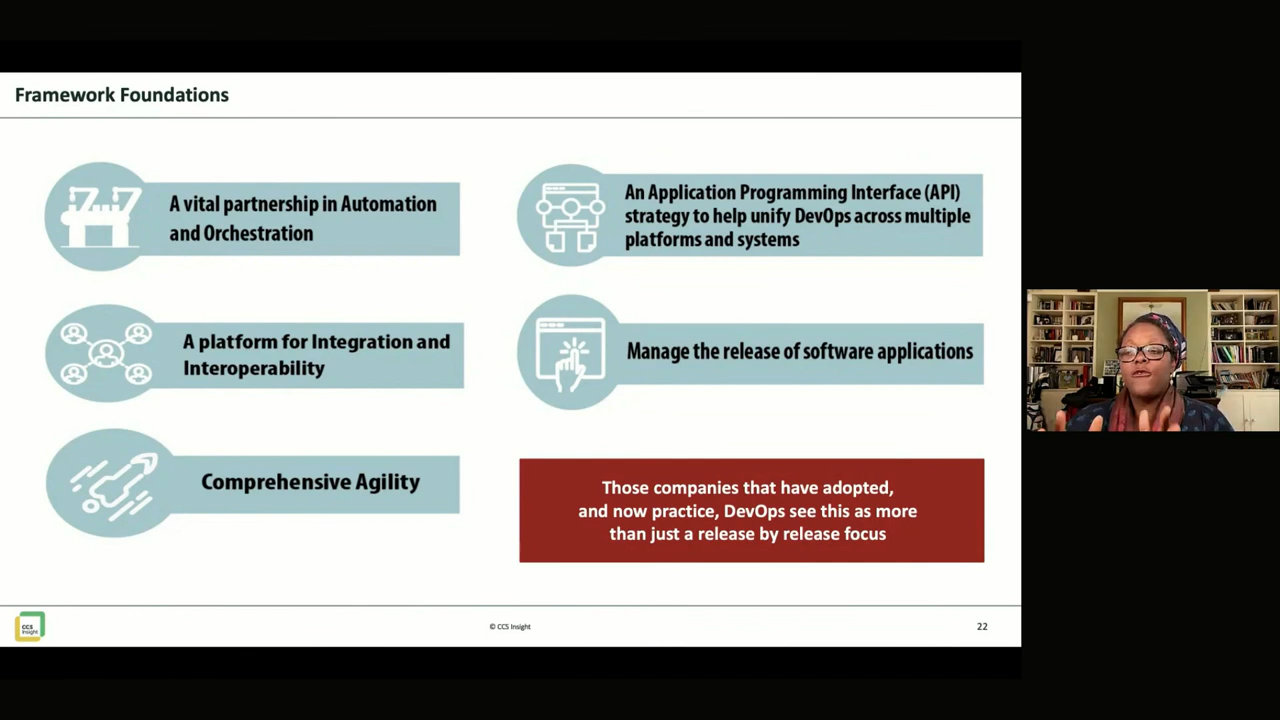 Framework Foundations
A vital partnership in Automation
and Orchestration
An Application Programming Interface (API)
strategy to help unify DevOps across multiple
platforms and systems
A platform for Integration and
Interoperability
Manage the release of software applications
Comprehensive Agility
Those companies that have adopted,
and now practice, DevOps see this as more
than just a release by release focus
CCS
Insight
© CCS Insight
22